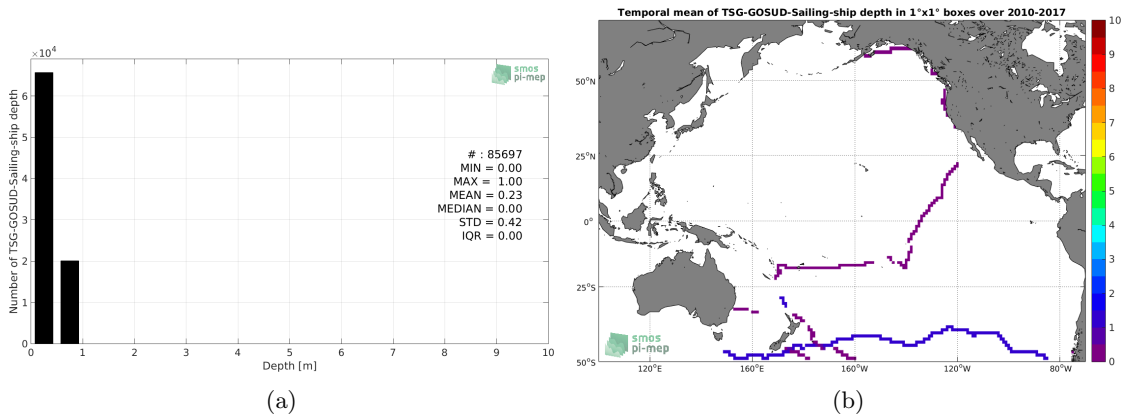 ×10⁴
6
5
4
3
2
1
0
Number of TSG-GOSUD-Sailing-ship depth
0 1 2 3 4 5 6 7 8 9 10
Depth [m]
smos
pi-mep
# : 85697
MIN = 0.00
MAX = 1.00
MEAN = 0.23
MEDIAN = 0.00
STD = 0.42
IQR = 0.00
(a)
Temporal mean of TSG-GOSUD-Sailing-ship depth in 1°x1° boxes over 2010-2017
50°N
25°N
0°
25°S
50°S
120°E 160°E 160°W 120°W 80°W
smos
pi-mep
10
9
8
7
6
5
4
3
2
1
0
(b)